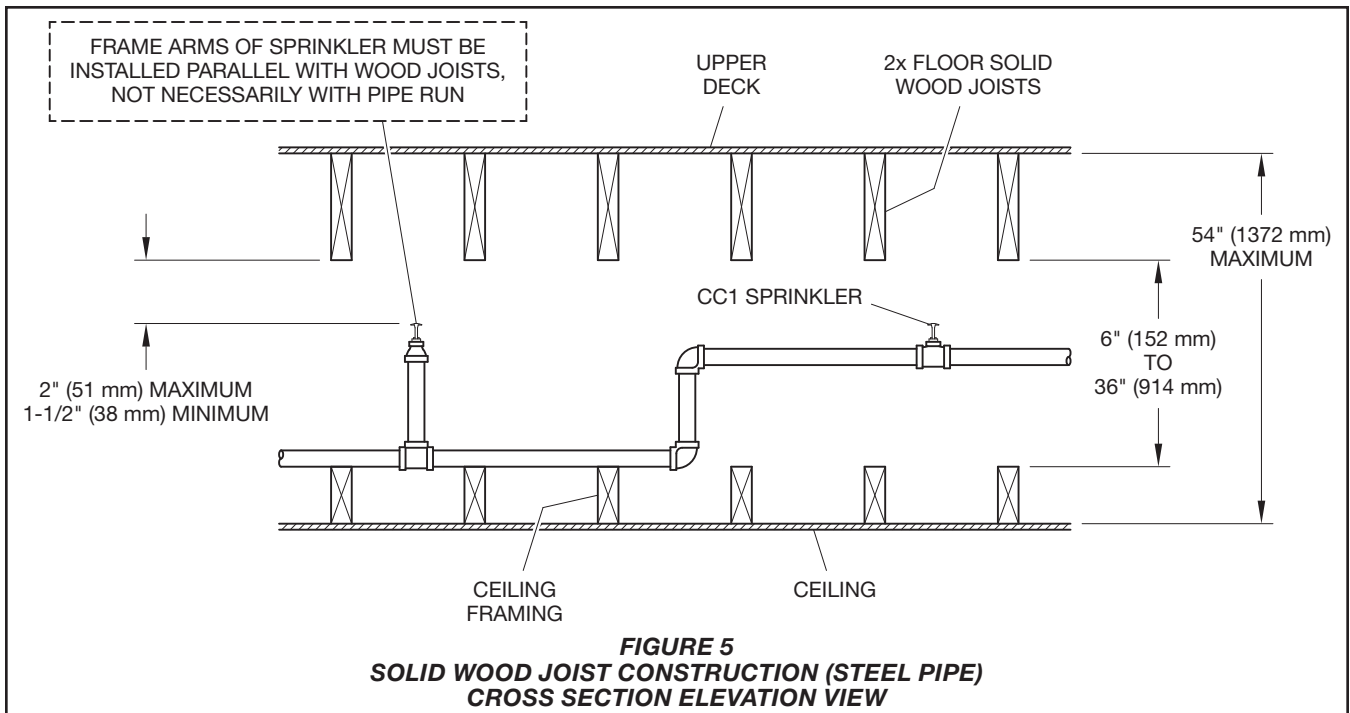 FRAME ARMS OF SPRINKLER MUST BE
INSTALLED PARALLEL WITH WOOD JOISTS,
NOT NECESSARILY WITH PIPE RUN
UPPER
DECK
2x FLOOR SOLID
WOOD JOISTS
54" (1372 mm)
MAXIMUM
CC1 SPRINKLER
6" (152 mm)
TO
36" (914 mm)
2" (51 mm) MAXIMUM
1-1/2" (38 mm) MINIMUM
CEILING
FRAMING
CEILING
FIGURE 5
SOLID WOOD JOIST CONSTRUCTION (STEEL PIPE)
CROSS SECTION ELEVATION VIEW